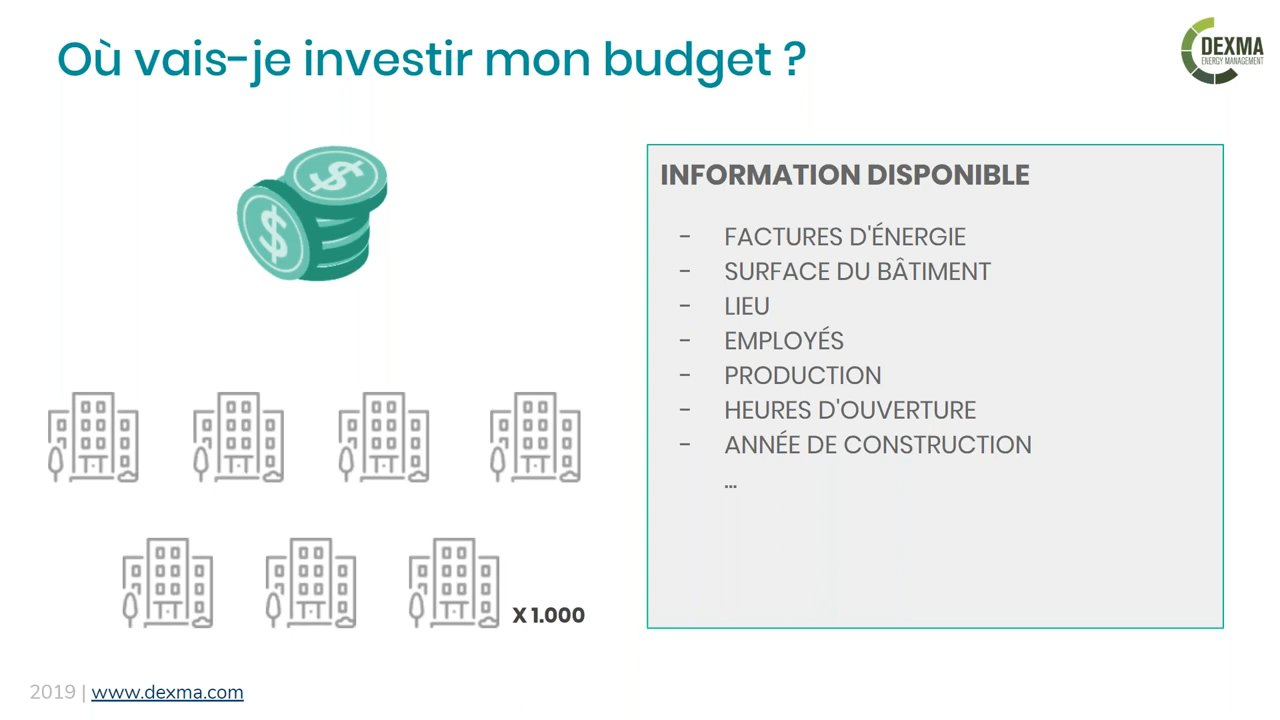 Où vais-je investir mon budget ?
DEXMA
ENERGY MANAGEMENT
INFORMATION DISPONIBLE
- FACTURES D'ÉNERGIE
- SURFACE DU BÂTIMENT
- LIEU
- EMPLOYÉS
- PRODUCTION
- HEURES D'OUVERTURE
- ANNÉE DE CONSTRUCTION
...
X 1.000
2019 | www.dexma.com